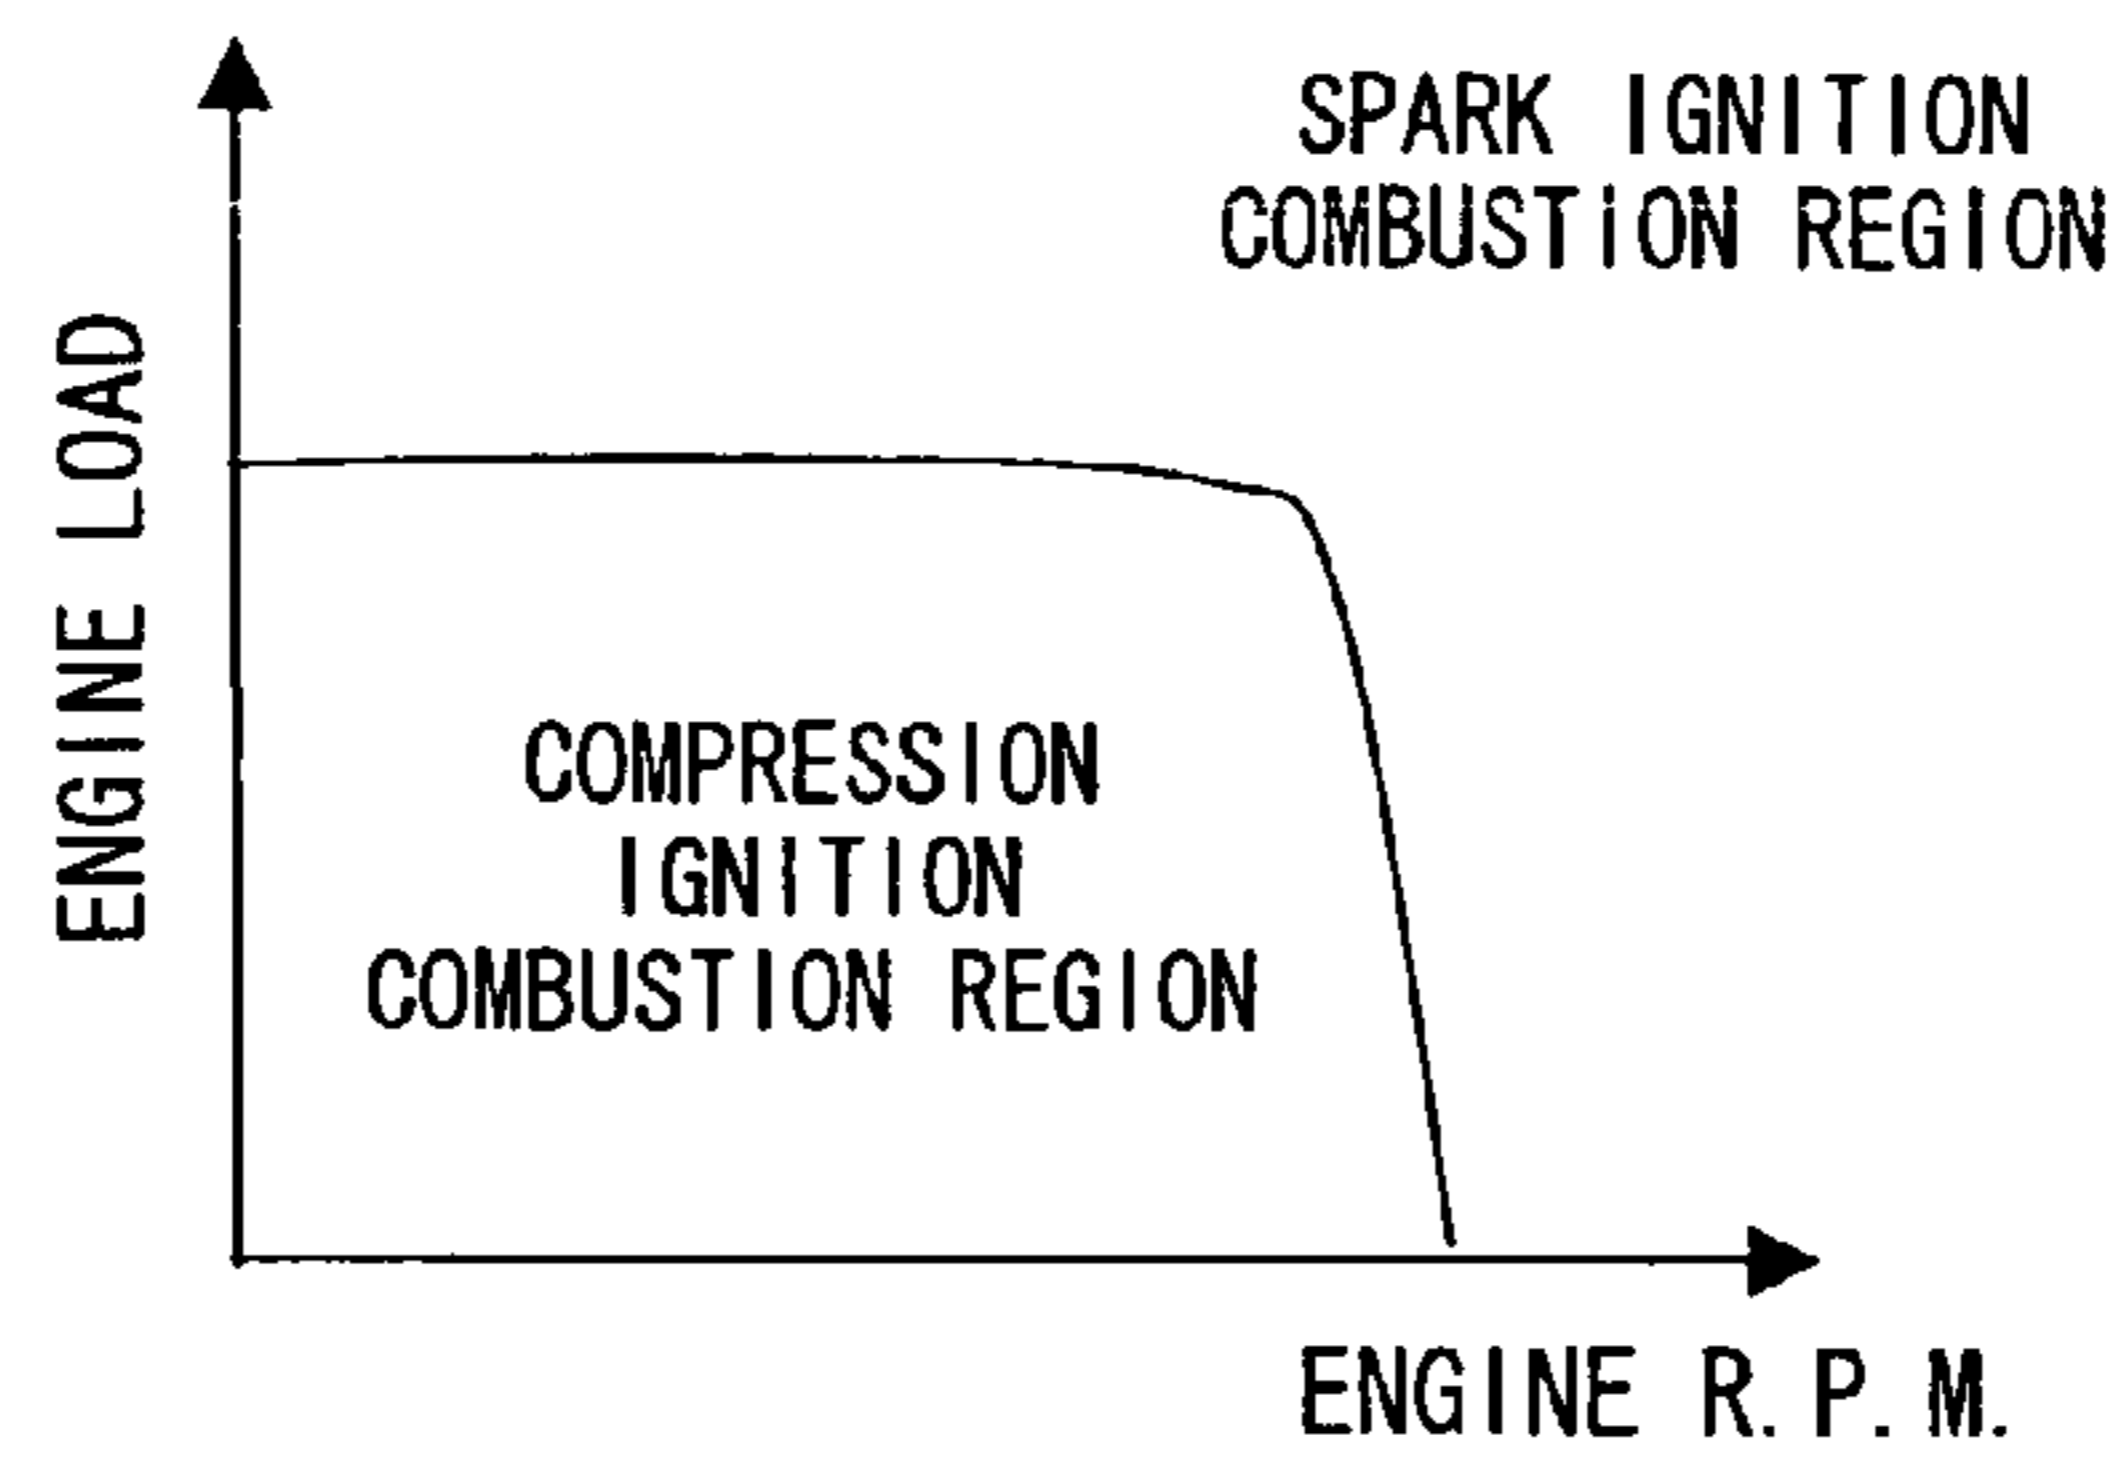 SPARK IGNITION
COMBUSTION REGION
ENGINE LOAD
COMPRESSION
IGNITION
COMBUSTION REGION
ENGINE R.P.M.